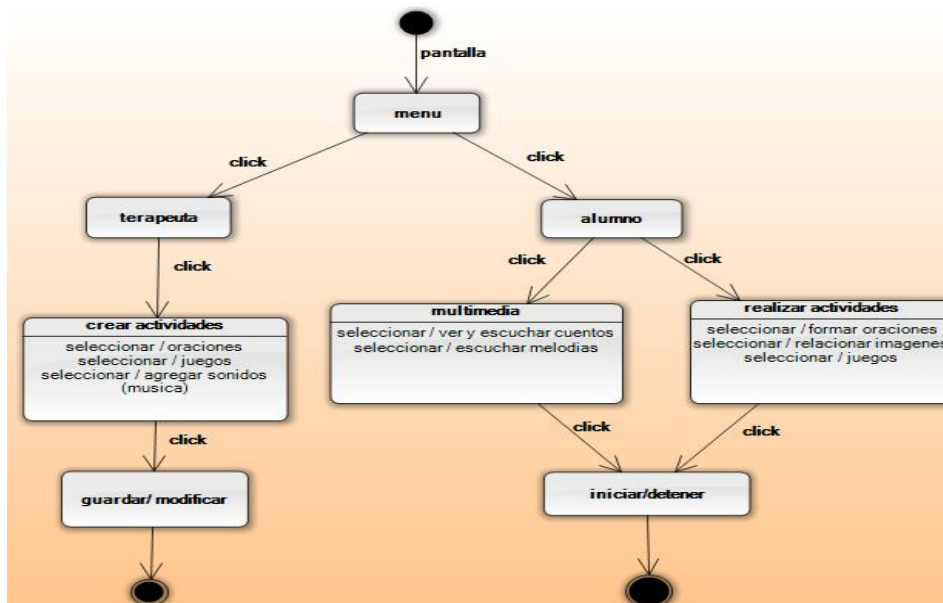 pantalla
menu
click
click
terapeuta
alumno
click
click
click
crear actividades
seleccionar / oraciones
seleccionar / juegos
seleccionar / agregar sonidos
(musica)
multimedia
seleccionar / ver y escuchar cuentos
seleccionar / escuchar melodias
realizar actividades
seleccionar / formar oraciones
seleccionar / relacionar imagenes
seleccionar / juegos
click
click
click
guardar/ modificar
iniciar/detener